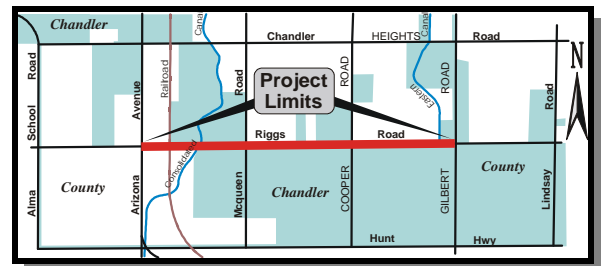 Chandler
Canal
Chandler HEIGHTS Road
Canal
N
School Road
Avenue
Railroad
Road
ROAD
Eastern
ROAD
Road
Project
Limits
Riggs Road
Consolidated
County
Chandler
County
Alma
Arizona
Mcqueen
COOPER
GILBERT
Lindsay
Hunt Hwy